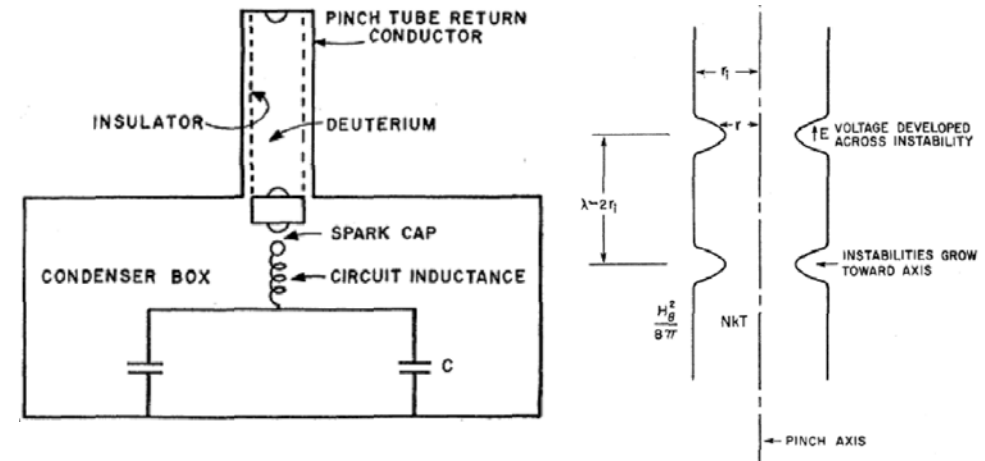 PINCH TUBE RETURN
CONDUCTOR
INSULATOR
DEUTERIUM
SPARK CAP
CONDENSER BOX
CIRCUIT INDUCTANCE
C
r₁
r
E VOLTAGE DEVELOPED
ACROSS INSTABILITY
λ~2r₁
INSTABILITIES GROW
TOWARD AXIS
H_θ²/8π
NkT
PINCH AXIS